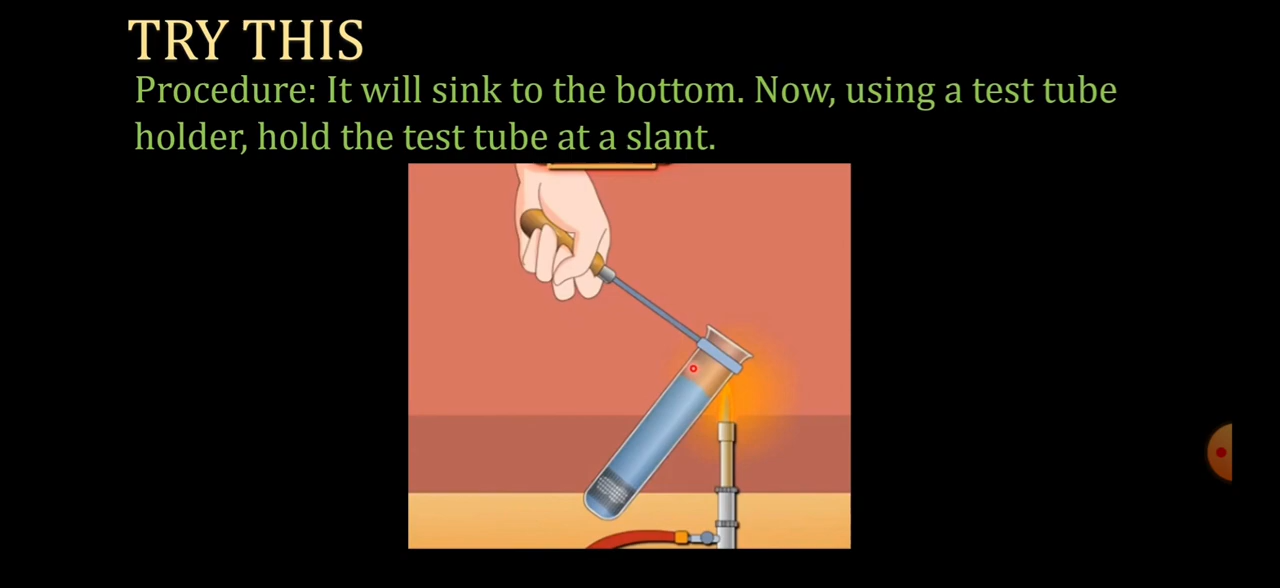 TRY THIS
Procedure: It will sink to the bottom. Now, using a test tube
holder, hold the test tube at a slant.